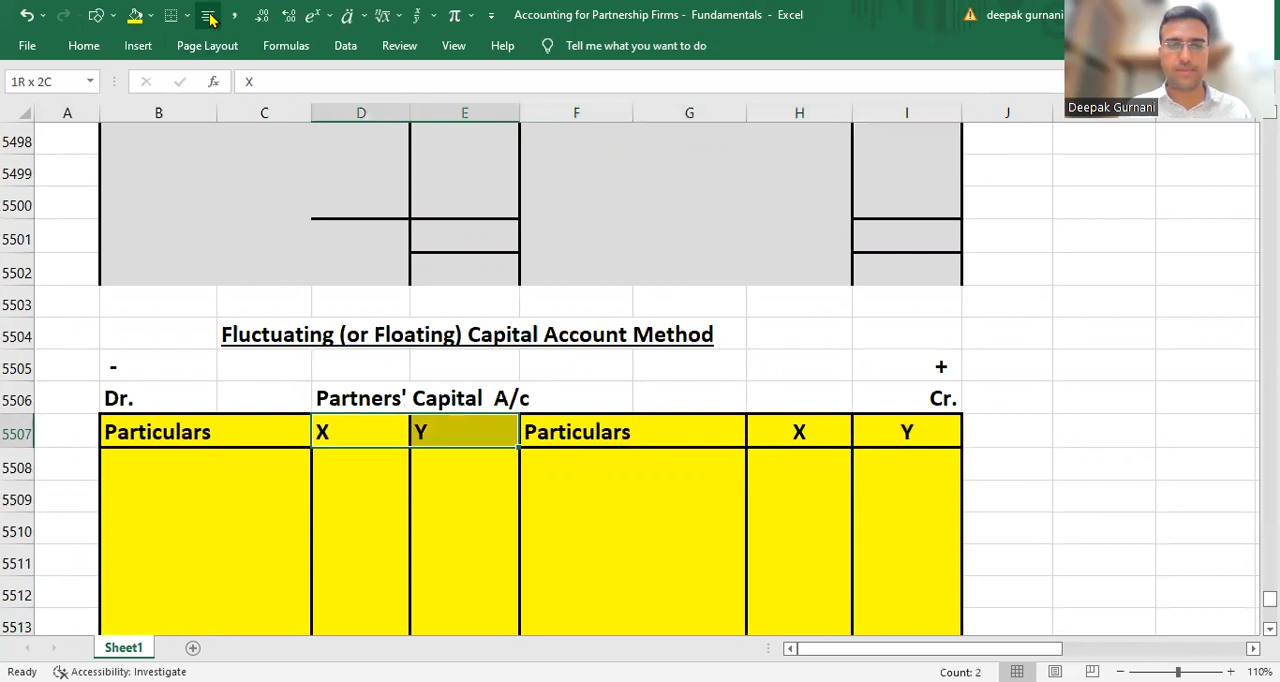 Accounting for Partnership Firms - Fundamentals - Excel
deepak gurnani
File Home Insert Page Layout Formulas Data Review View Help Tell me what you want to do
1R x 2C fx X
Deepak Gurnani
A B C D E F G H I J
5498
5499
5500
5501
5502
5503
5504 Fluctuating (or Floating) Capital Account Method
5505 - +
5506 Dr. Partners' Capital A/c Cr.
5507 Particulars X Y Particulars X Y
5508
5509
5510
5511
5512
5513
Sheet1
Ready Accessibility: Investigate Count: 2 110%